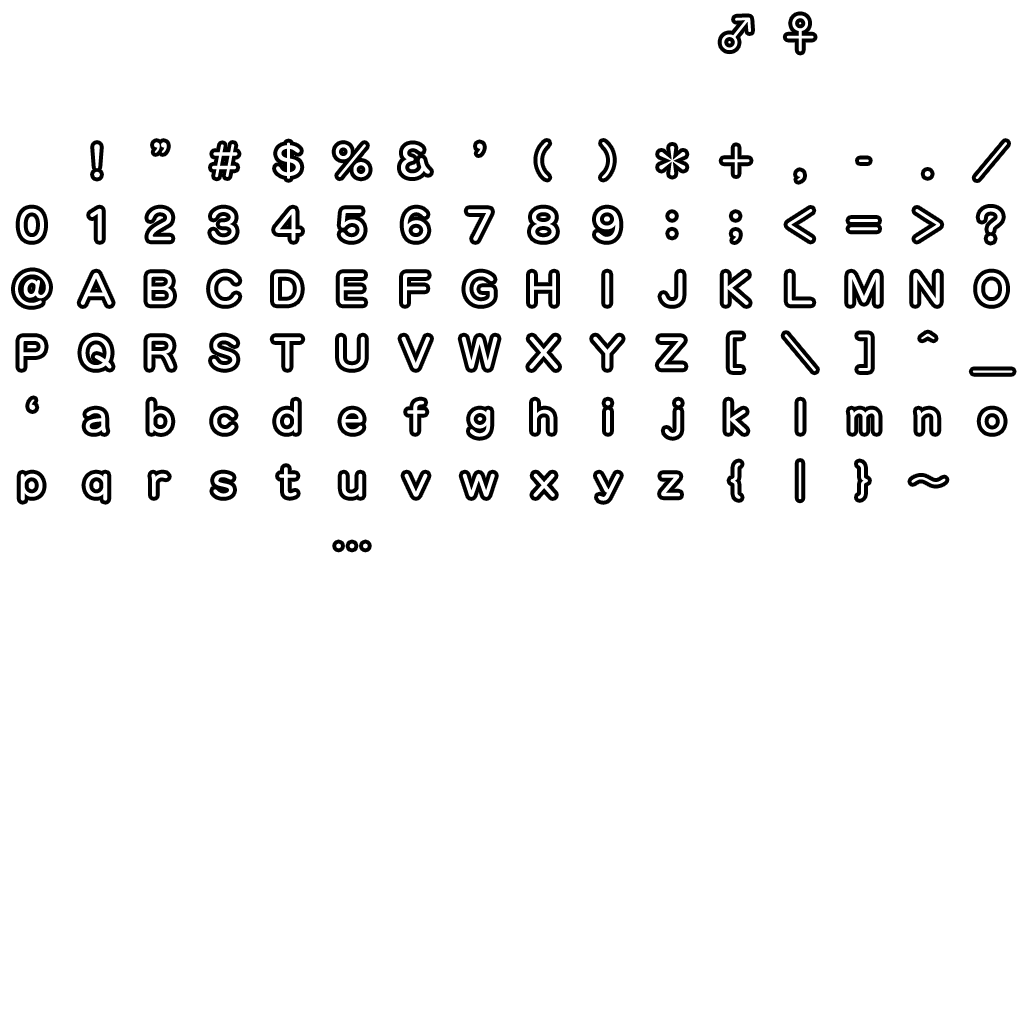 ♂ ♀
! ” # $ % & ’ ( ) * + , - . /
0 1 2 3 4 5 6 7 8 9 : ; < = > ?
@ A B C D E F G H I J K L M N O
P Q R S T U V W X Y Z [ \ ] ^ _
‘ a b c d e f g h i j k l m n o
p q r s t u v w x y z { | } ~
…